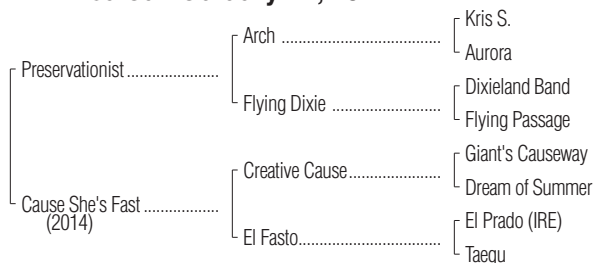 Kris S.
Arch ....................................
Aurora
Preservationist .....................
Dixieland Band
Flying Dixie .........................
Flying Passage
Giant's Causeway
Creative Cause.....................
Dream of Summer
Cause She's Fast .................
(2014)
El Prado (IRE)
El Fasto................................
Taegu